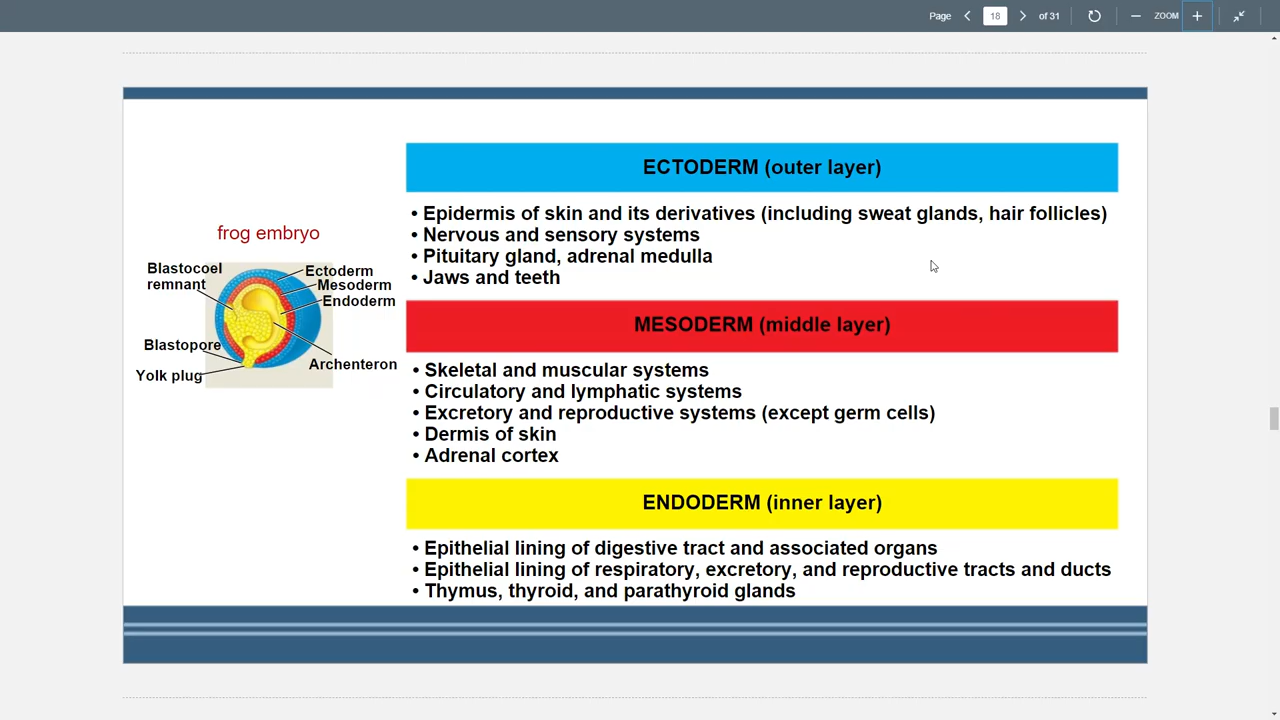 Page 18 of 31 ZOOM
ECTODERM (outer layer)
• Epidermis of skin and its derivatives (including sweat glands, hair follicles)
• Nervous and sensory systems
• Pituitary gland, adrenal medulla
• Jaws and teeth
frog embryo
Blastocoel
remnant
Ectoderm
Mesoderm
Endoderm
Blastopore
Archenteron
Yolk plug
MESODERM (middle layer)
• Skeletal and muscular systems
• Circulatory and lymphatic systems
• Excretory and reproductive systems (except germ cells)
• Dermis of skin
• Adrenal cortex
ENDODERM (inner layer)
• Epithelial lining of digestive tract and associated organs
• Epithelial lining of respiratory, excretory, and reproductive tracts and ducts
• Thymus, thyroid, and parathyroid glands